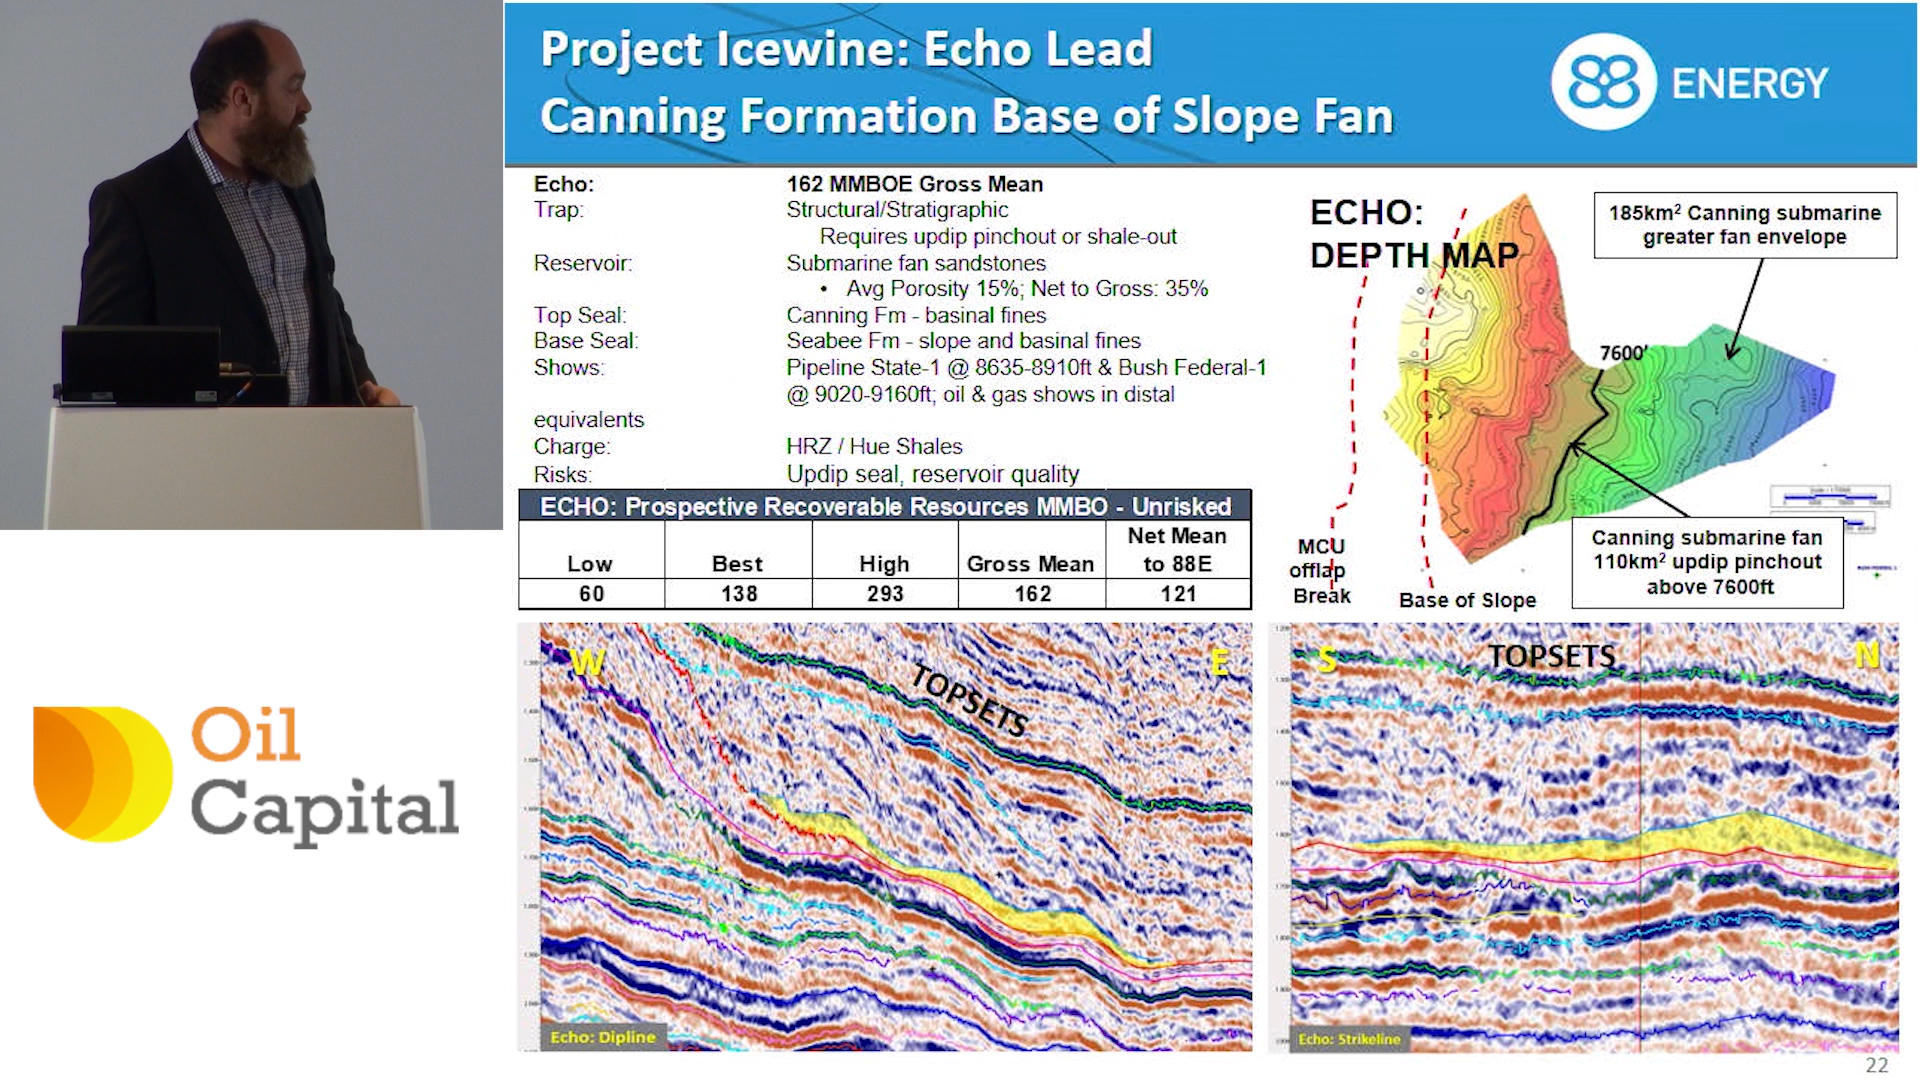 Project Icewine: Echo Lead
Canning Formation Base of Slope Fan
88 ENERGY
Echo: 162 MMBOE Gross Mean
Trap: Structural/Stratigraphic
Requires updip pinchout or shale-out
Reservoir: Submarine fan sandstones
• Avg Porosity 15%; Net to Gross: 35%
Top Seal: Canning Fm - basinal fines
Base Seal: Seabee Fm - slope and basinal fines
Shows: Pipeline State-1 @ 8635-8910ft & Bush Federal-1
@ 9020-9160ft; oil & gas shows in distal
equivalents
Charge: HRZ / Hue Shales
Risks: Updip seal, reservoir quality
ECHO: Prospective Recoverable Resources MMBO - Unrisked
Low Best High Gross Mean Net Mean to 88E
60 138 293 162 121
ECHO:
DEPTH MAP
185km² Canning submarine
greater fan envelope
7600'
Canning submarine fan
110km² updip pinchout
above 7600ft
MCU
offlap
Break
Base of Slope
W
E
TOPSETS
Echo: Dipline
S
TOPSETS
N
Echo: Strikeline
22
Oil
Capital